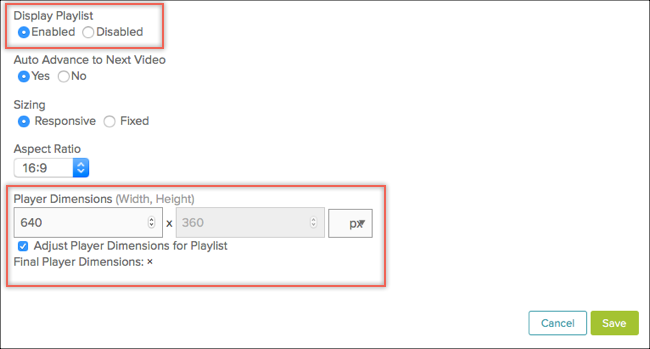 Display Playlist
Enabled Disabled
Auto Advance to Next Video
Yes No
Sizing
Responsive Fixed
Aspect Ratio
16:9
Player Dimensions (Width, Height)
640 x 360 px
Adjust Player Dimensions for Playlist
Final Player Dimensions: ×
Cancel Save